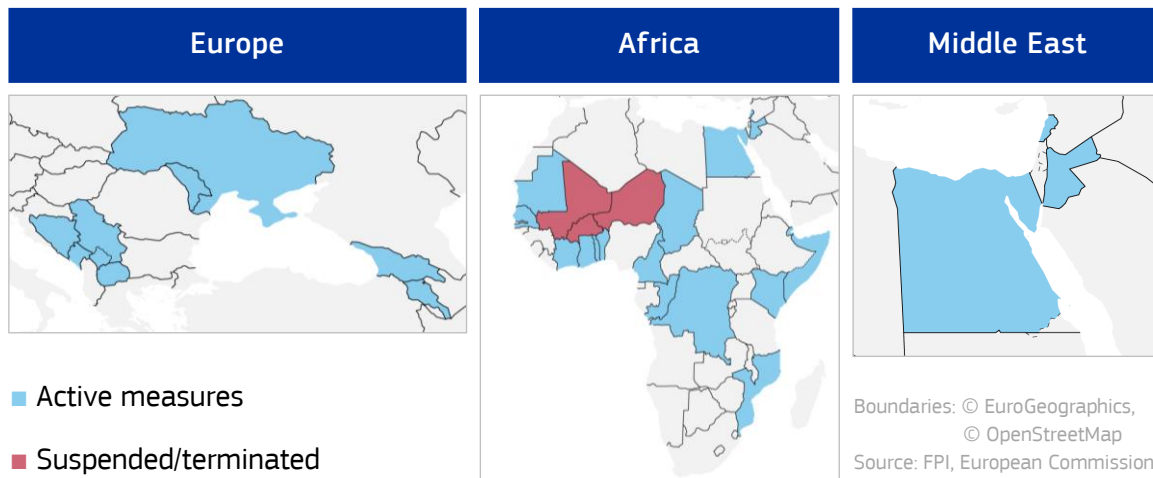 Europe
Africa
Middle East
Active measures
Suspended/terminated
Boundaries: © EuroGeographics,
© OpenStreetMap
Source: FPI, European Commission